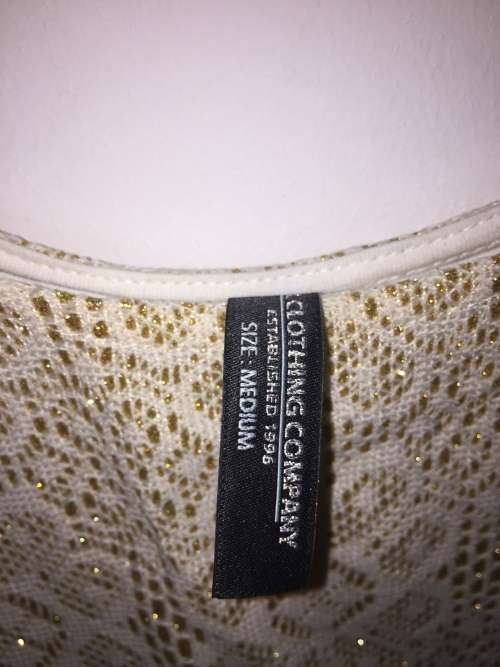 CLOTHING COMPANY
ESTABLISHED 1996
SIZE: MEDIUM